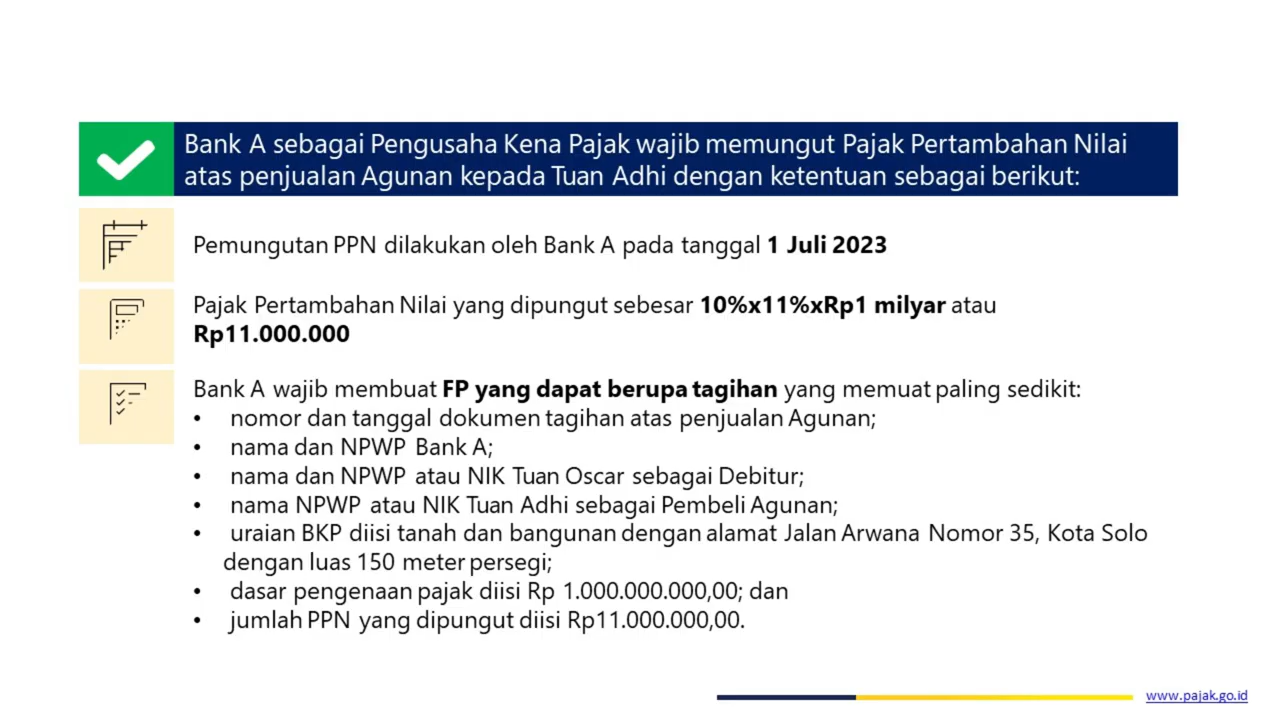 Bank A sebagai Pengusaha Kena Pajak wajib memungut Pajak Pertambahan Nilai
atas penjualan Agunan kepada Tuan Adhi dengan ketentuan sebagai berikut:
Pemungutan PPN dilakukan oleh Bank A pada tanggal 1 Juli 2023
Pajak Pertambahan Nilai yang dipungut sebesar 10%x11%xRp1 milyar atau
Rp11.000.000
Bank A wajib membuat FP yang dapat berupa tagihan yang memuat paling sedikit:
• nomor dan tanggal dokumen tagihan atas penjualan Agunan;
• nama dan NPWP Bank A;
• nama dan NPWP atau NIK Tuan Oscar sebagai Debitur;
• nama NPWP atau NIK Tuan Adhi sebagai Pembeli Agunan;
• uraian BKP diisi tanah dan bangunan dengan alamat Jalan Arwana Nomor 35, Kota Solo
dengan luas 150 meter persegi;
• dasar pengenaan pajak diisi Rp 1.000.000.000,00; dan
• jumlah PPN yang dipungut diisi Rp11.000.000,00.
www.pajak.go.id